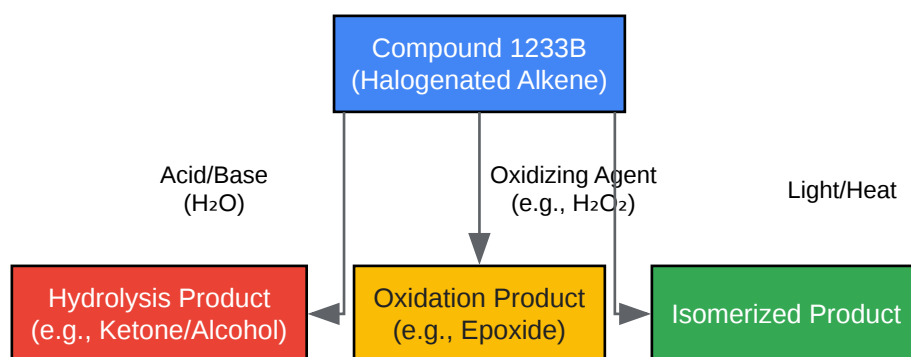 Compound 1233B
(Halogenated Alkene)
Acid/Base
(H₂O)
Oxidizing Agent
(e.g., H₂O₂)
Light/Heat
Hydrolysis Product
(e.g., Ketone/Alcohol)
Oxidation Product
(e.g., Epoxide)
Isomerized Product